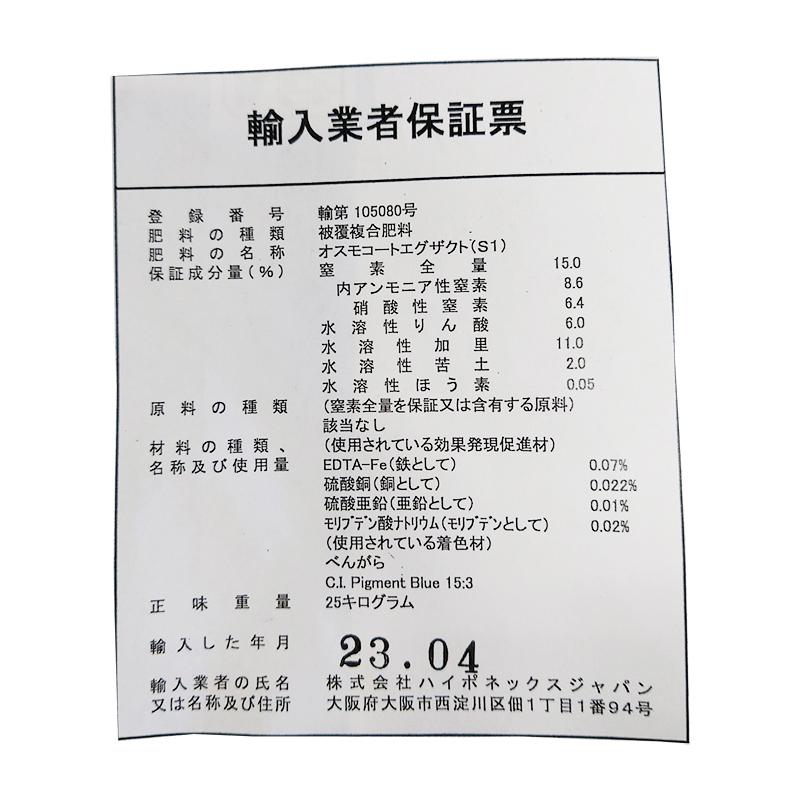 輸入業者保証票
登録番号 輸第 105080号
肥料の種類 被覆複合肥料
肥料の名称 オスモコートエグザクト(S1)
保証成分量(%) 窒素全量 15.0
内アンモニア性窒素 8.6
硝酸性窒素 6.4
水溶性りん酸 6.0
水溶性加里 11.0
水溶性苦土 2.0
水溶性ほう素 0.05
原料の種類 (窒素全量を保証又は含有する原料)
該当なし
材料の種類、 (使用されている効果発現促進材)
名称及び使用量 EDTA-Fe(鉄として) 0.07%
硫酸銅(銅として) 0.022%
硫酸亜鉛(亜鉛として) 0.01%
ﾓﾘﾌﾞﾃﾞﾝ酸ﾅﾄﾘｳﾑ(ﾓﾘﾌﾞﾃﾞﾝとして) 0.02%
(使用されている着色材)
べんがら
C.I. Pigment Blue 15:3
正味重量 25キログラム
輸入した年月 23.04
輸入業者の氏名 株式会社ハイポネックスジャパン
又は名称及び住所 大阪府大阪市西淀川区佃1丁目1番94号